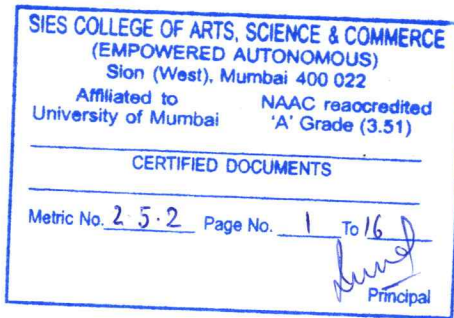 SIES COLLEGE OF ARTS, SCIENCE & COMMERCE
(EMPOWERED AUTONOMOUS)
Sion (West), Mumbai 400 022
Affiliated to
University of Mumbai
NAAC reaocredited
'A' Grade (3.51)
CERTIFIED DOCUMENTS
Metric No. 2.5.2 Page No. 1 To 16
Principal